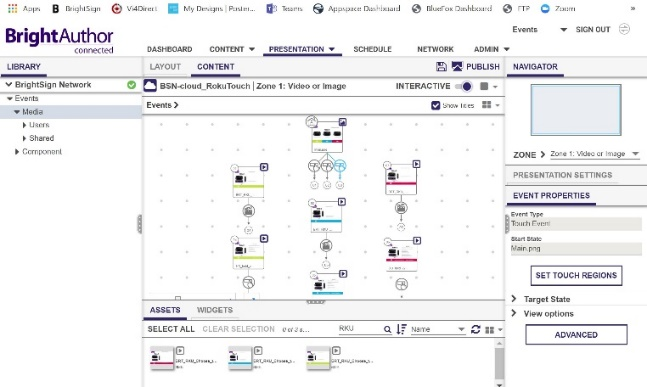 Apps BrightSign Vi4Direct My Designs | Poster... Teams Appspace Dashboard BlueFox Dashboard FTP Zoom »
Events SIGN OUT
BrightAuthor
:connected
DASHBOARD CONTENT PRESENTATION SCHEDULE NETWORK ADMIN
LIBRARY LAYOUT CONTENT PUBLISH NAVIGATOR
BrightSign Network
BSN-cloud_RokuTouch | Zone 1: Video or Image INTERACTIVE
Events
Media
Users
Shared
Component
Events
Show Titles
ZONE Zone 1: Video or Image
PRESENTATION SETTINGS
EVENT PROPERTIES
Event Type
Touch Event
Start State
Main.png
SET TOUCH REGIONS
Target State
View options
ADVANCED
ASSETS WIDGETS
SELECT ALL CLEAR SELECTION RKU Name